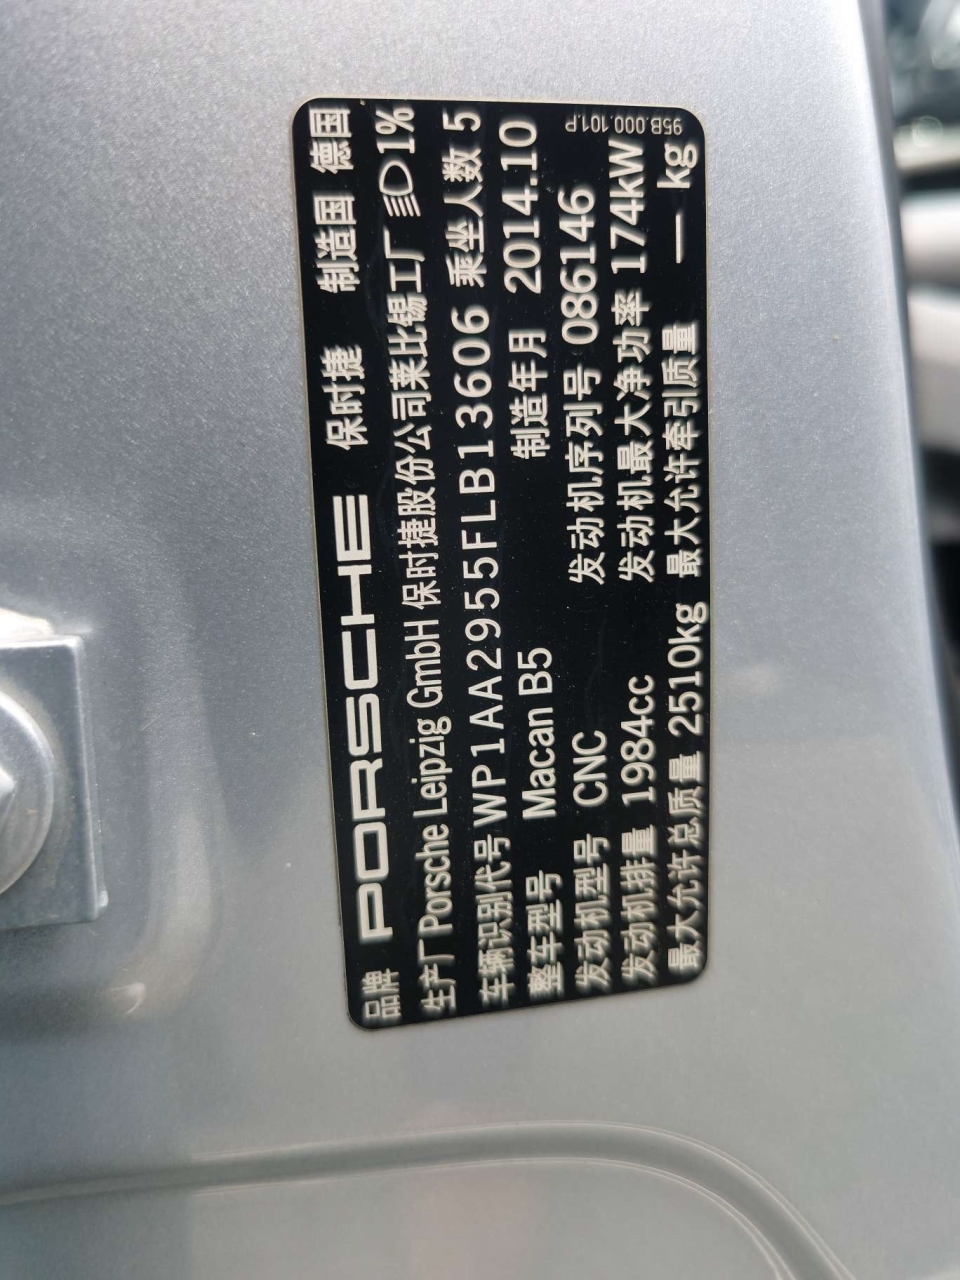 95B.000.101.P
品牌 PORSCHE 保时捷 制造国 德国
生产厂 Porsche Leipzig GmbH 保时捷股份公司莱比锡工厂 1%
车辆识别代号 WP1AA2955FLB13606 乘坐人数 5
整车型号 Macan B5 制造年月 2014.10
发动机型号 CNC 发动机序列号 086146
发动机排量 1984cc 发动机最大净功率 174kW
最大允许总质量 2510kg 最大允许牵引质量 — kg